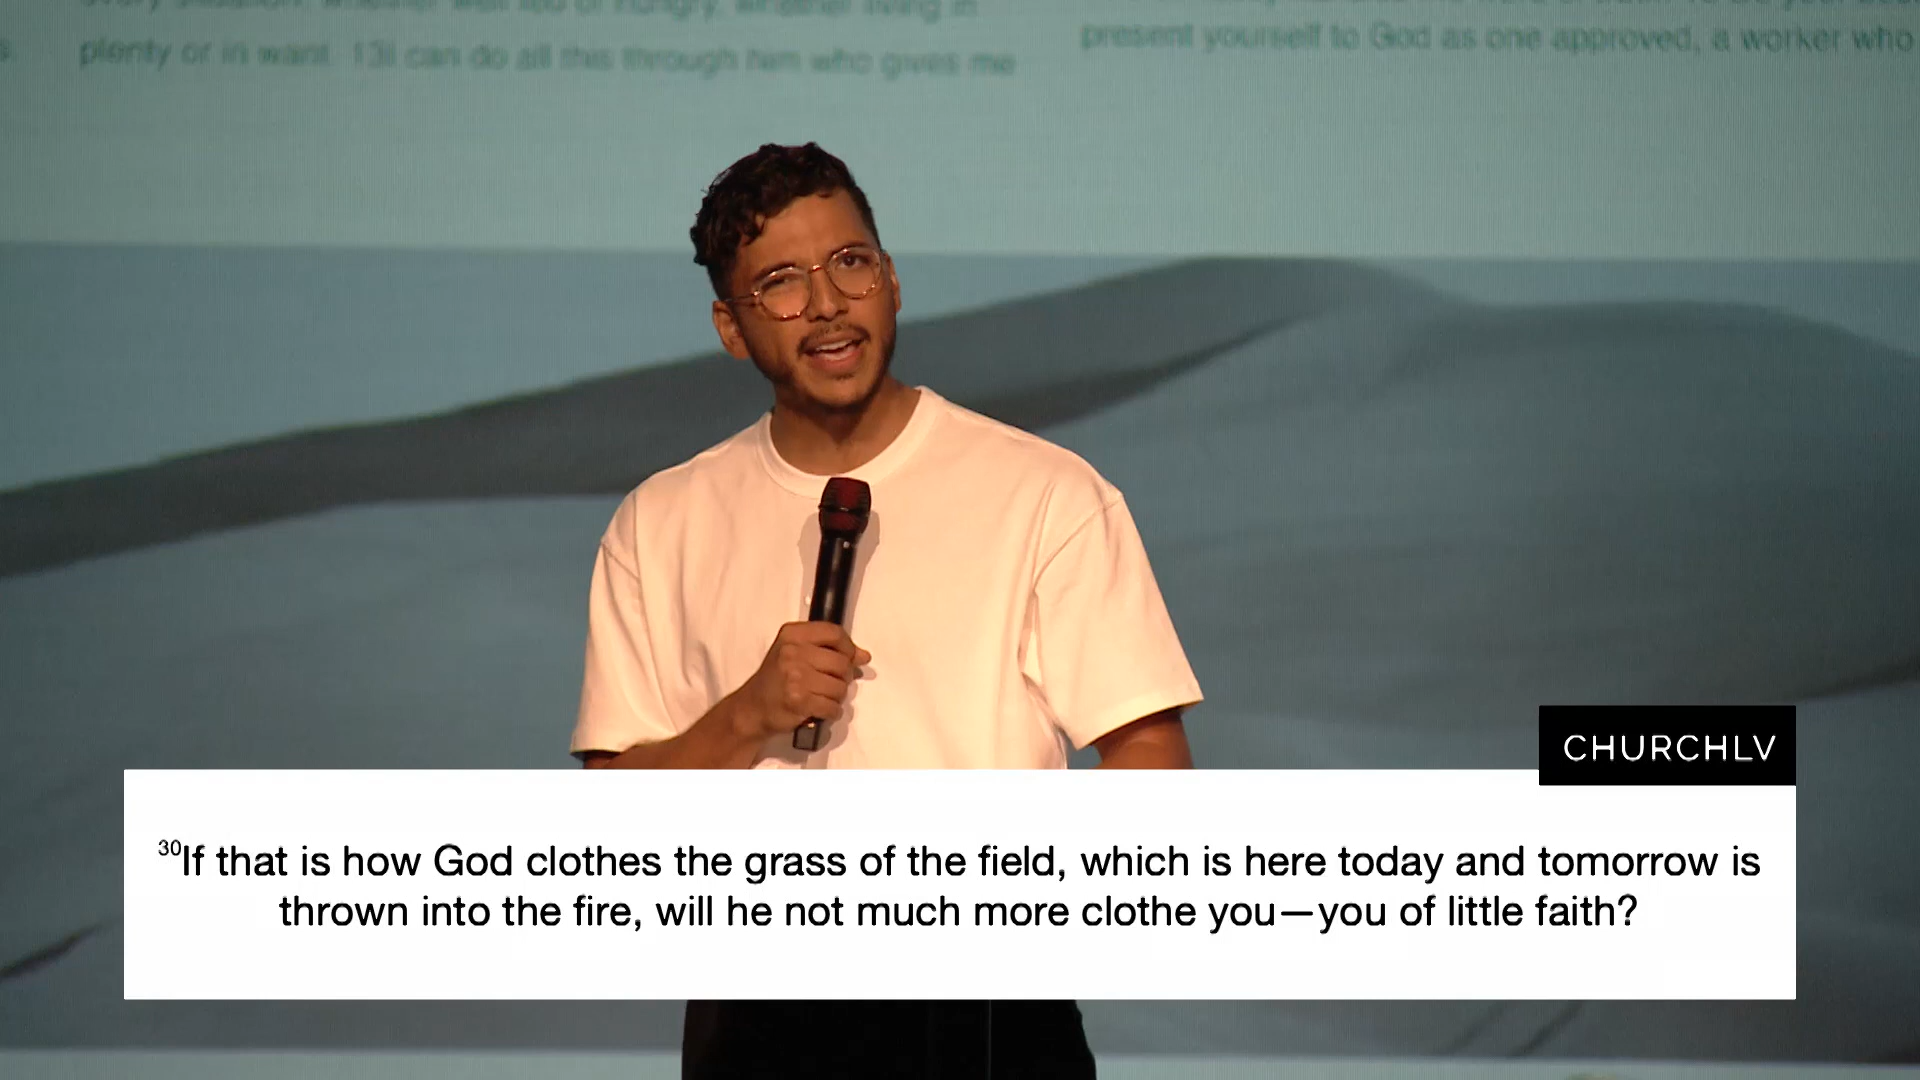 plenty or in want. 13I can do all this through him who gives me
present yourself to God as one approved, a worker who
CHURCHLV
30If that is how God clothes the grass of the field, which is here today and tomorrow is
thrown into the fire, will he not much more clothe you—you of little faith?